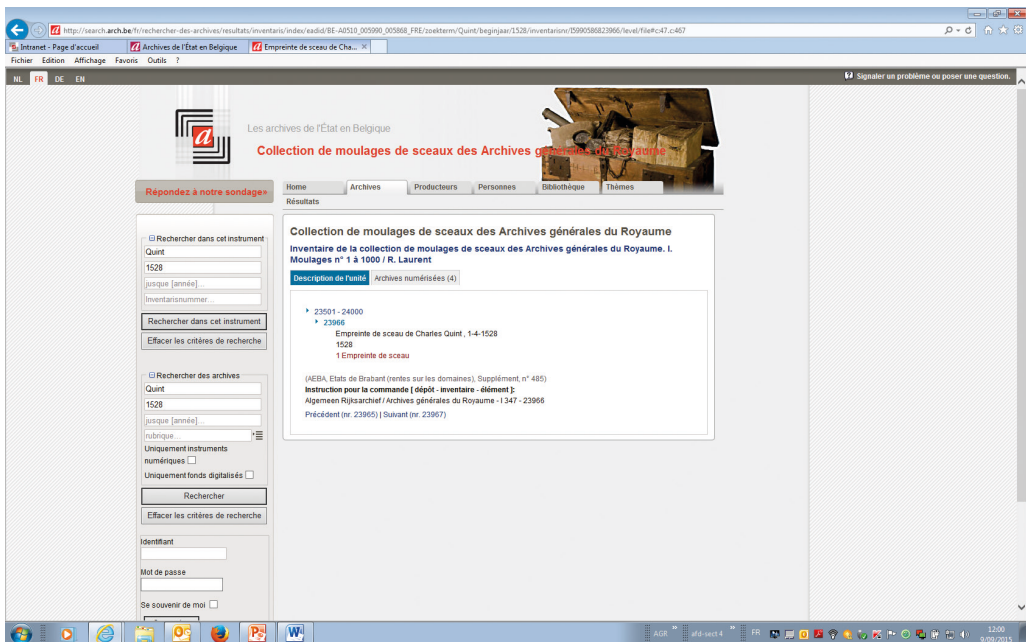 http://search.arch.be/fr/rechercher-des-archives/resultats/inventaris/index/eadid/BE-A0510_005990_005868_FRE/zoekterm/Quint/beginjaar/1528/inventarisnr/I5990586823966/level/file#c:47.c:467
Intranet - Page d'accueil
Archives de l'État en Belgique
Empreinte de sceau de Cha...
Fichier Edition Affichage Favoris Outils ?
NL FR DE EN
Signaler un problème ou poser une question.
a
Les archives de l'État en Belgique
Collection de moulages de sceaux des Archives générales du Royaume
Répondez à notre sondage»
Home Archives Producteurs Personnes Bibliothèque Thèmes
Résultats
Rechercher dans cet instrument
Quint
1528
jusque [année]...
Inventarisnummer...
Rechercher dans cet instrument
Effacer les critères de recherche
Rechercher des archives
Quint
1528
jusque [année]...
rubrique...
Uniquement instruments
numériques
Uniquement fonds digitalisés
Rechercher
Effacer les critères de recherche
Identifiant
Mot de passe
Se souvenir de moi
Collection de moulages de sceaux des Archives générales du Royaume
Inventaire de la collection de moulages de sceaux des Archives générales du Royaume. I.
Moulages n° 1 à 1000 / R. Laurent
Description de l'unité Archives numérisées (4)
23501 - 24000
23966
Empreinte de sceau de Charles Quint , 1-4-1528
1528
1 Empreinte de sceau
(AEBA, Etats de Brabant (rentes sur les domaines), Supplément, n° 485)
Instruction pour la commande [ dépôt - inventaire - élément ]:
Algemeen Rijksarchief / Archives générales du Royaume - I 347 - 23966
Précédent (nr. 23965) | Suivant (nr. 23967)
AGR » afd-sect 4 » FR
12:00
9/09/2015